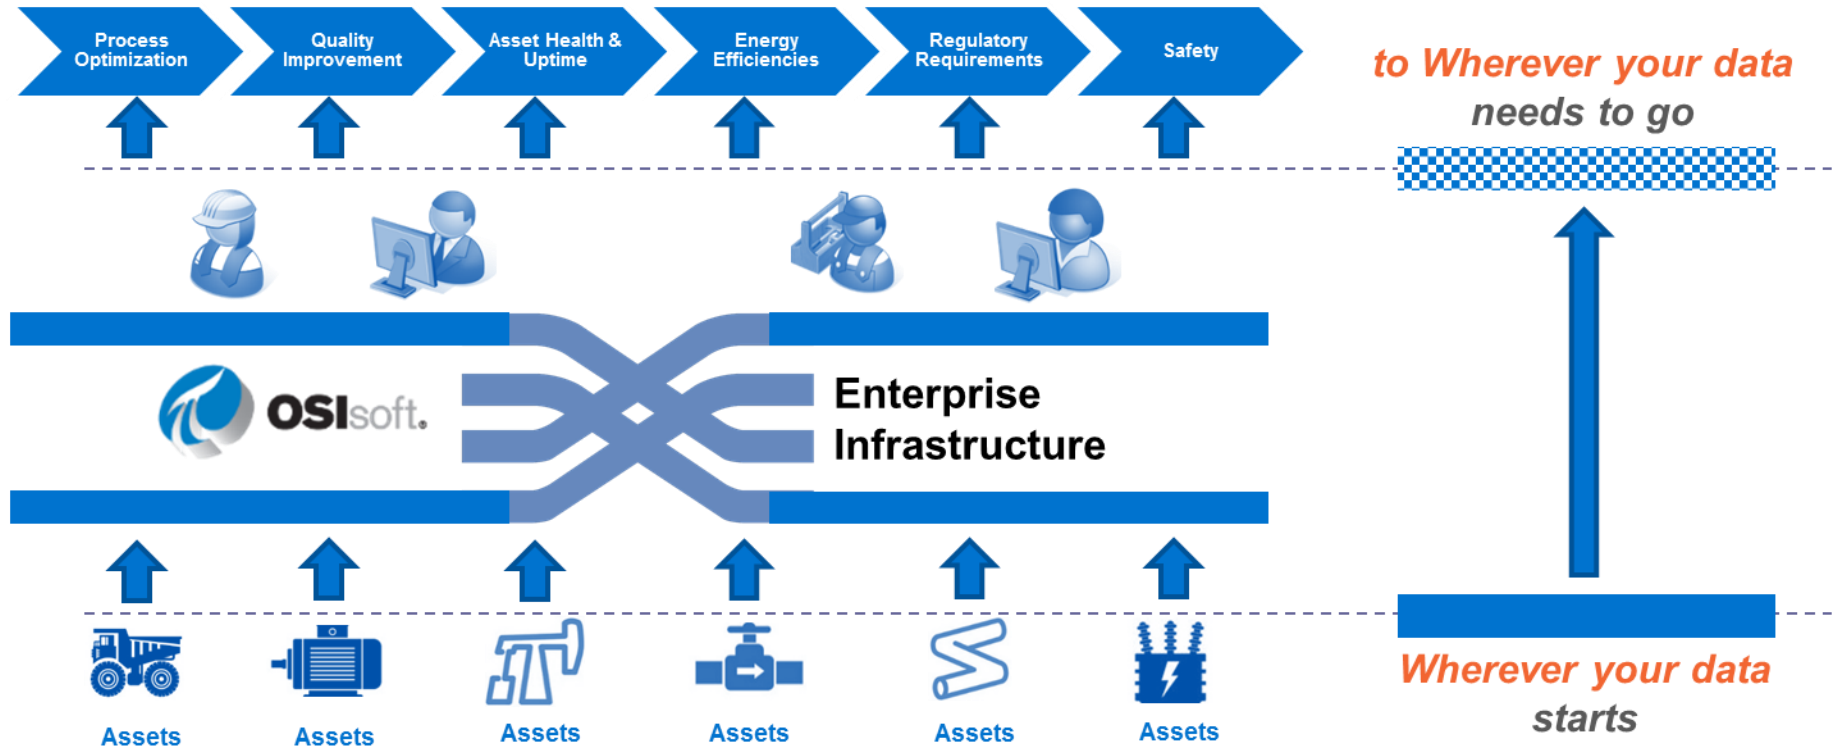 Process
Optimization
Quality
Improvement
Asset Health &
Uptime
Energy
Efficiencies
Regulatory
Requirements
Safety
to Wherever your data
needs to go
OSIsoft.
Enterprise
Infrastructure
Assets
Assets
Assets
Assets
Assets
Assets
Wherever your data
starts